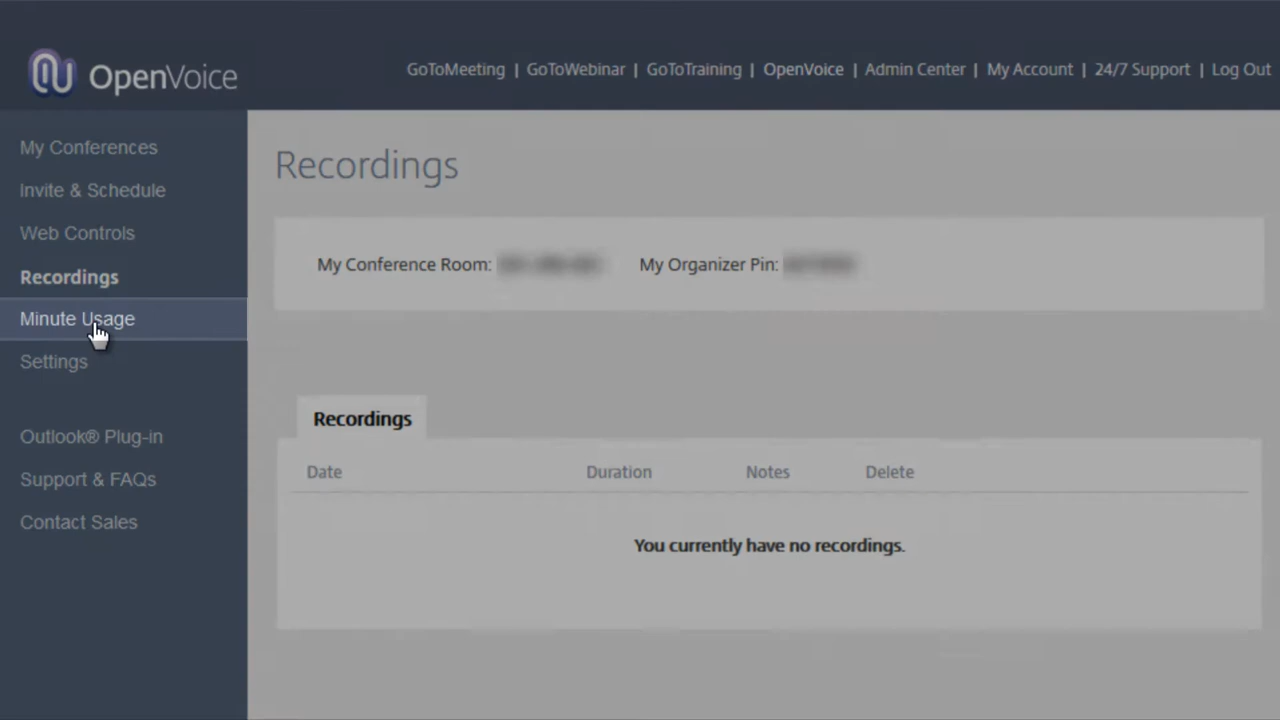 OpenVoice
GoToMeeting | GoToWebinar | GoToTraining | OpenVoice | Admin Center | My Account | 24/7 Support | Log Out
My Conferences
Invite & Schedule
Web Controls
Recordings
Minute Usage
Settings
Outlook® Plug-in
Support & FAQs
Contact Sales
Recordings
My Conference Room: My Organizer Pin:
Recordings
Date Duration Notes Delete
You currently have no recordings.